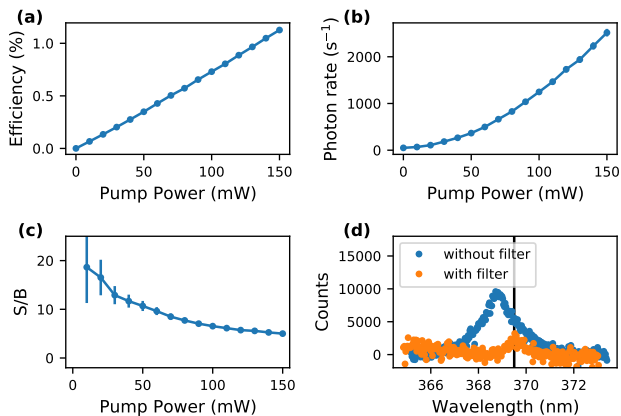 (a)
Efficiency (%)
1.0
0.5
0.0
0 50 100 150
Pump Power (mW)
(b)
Photon rate (s⁻¹)
2000
1000
0
0 50 100 150
Pump Power (mW)
(c)
S/B
20
10
0
0 50 100 150
Pump Power (mW)
(d)
without filter
with filter
Counts
15000
10000
5000
0
366 368 370 372
Wavelength (nm)